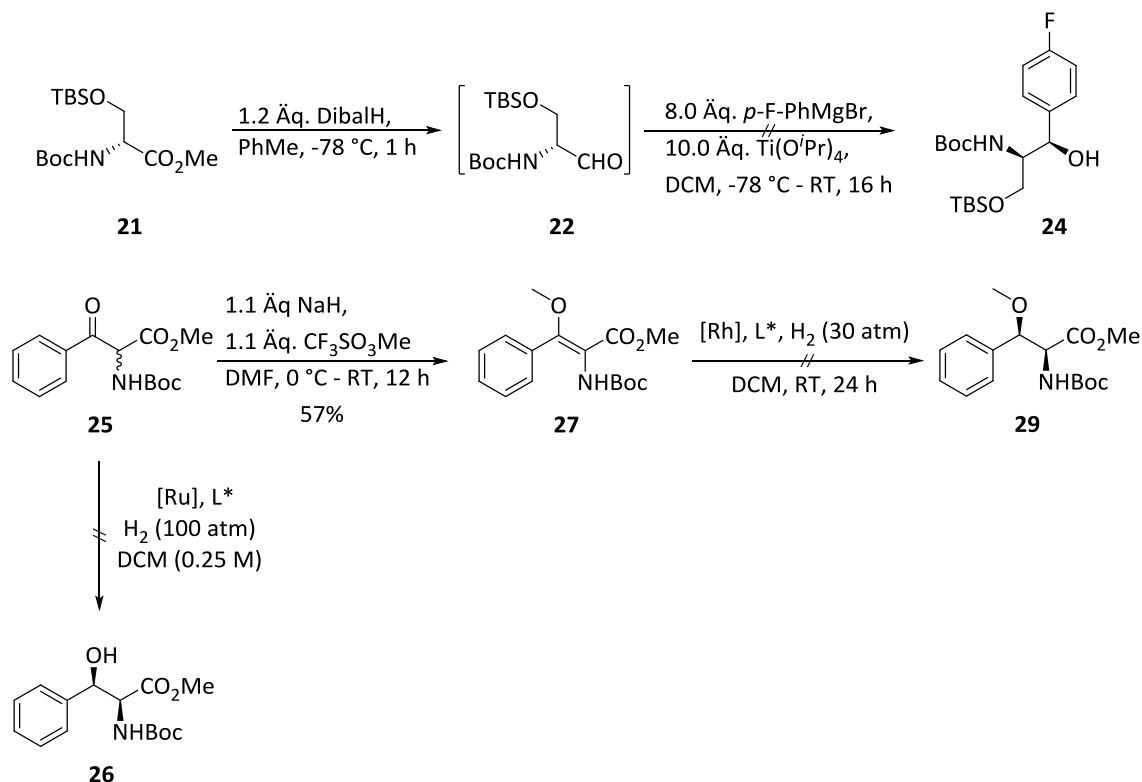 F
TBSO
BocHN
CO2Me
21
1.2 Äq. DibalH,
PhMe, -78 °C, 1 h
TBSO
BocHN
CHO
22
8.0 Äq. p-F-PhMgBr,
10.0 Äq. Ti(OiPr)4,
DCM, -78 °C - RT, 16 h
BocHN
OH
TBSO
24
O
CO2Me
NHBoc
25
1.1 Äq NaH,
1.1 Äq. CF3SO3Me
DMF, 0 °C - RT, 12 h
57%
O
CO2Me
NHBoc
27
[Rh], L*, H2 (30 atm)
DCM, RT, 24 h
O
CO2Me
NHBoc
29
[Ru], L*
H2 (100 atm)
DCM (0.25 M)
OH
CO2Me
NHBoc
26